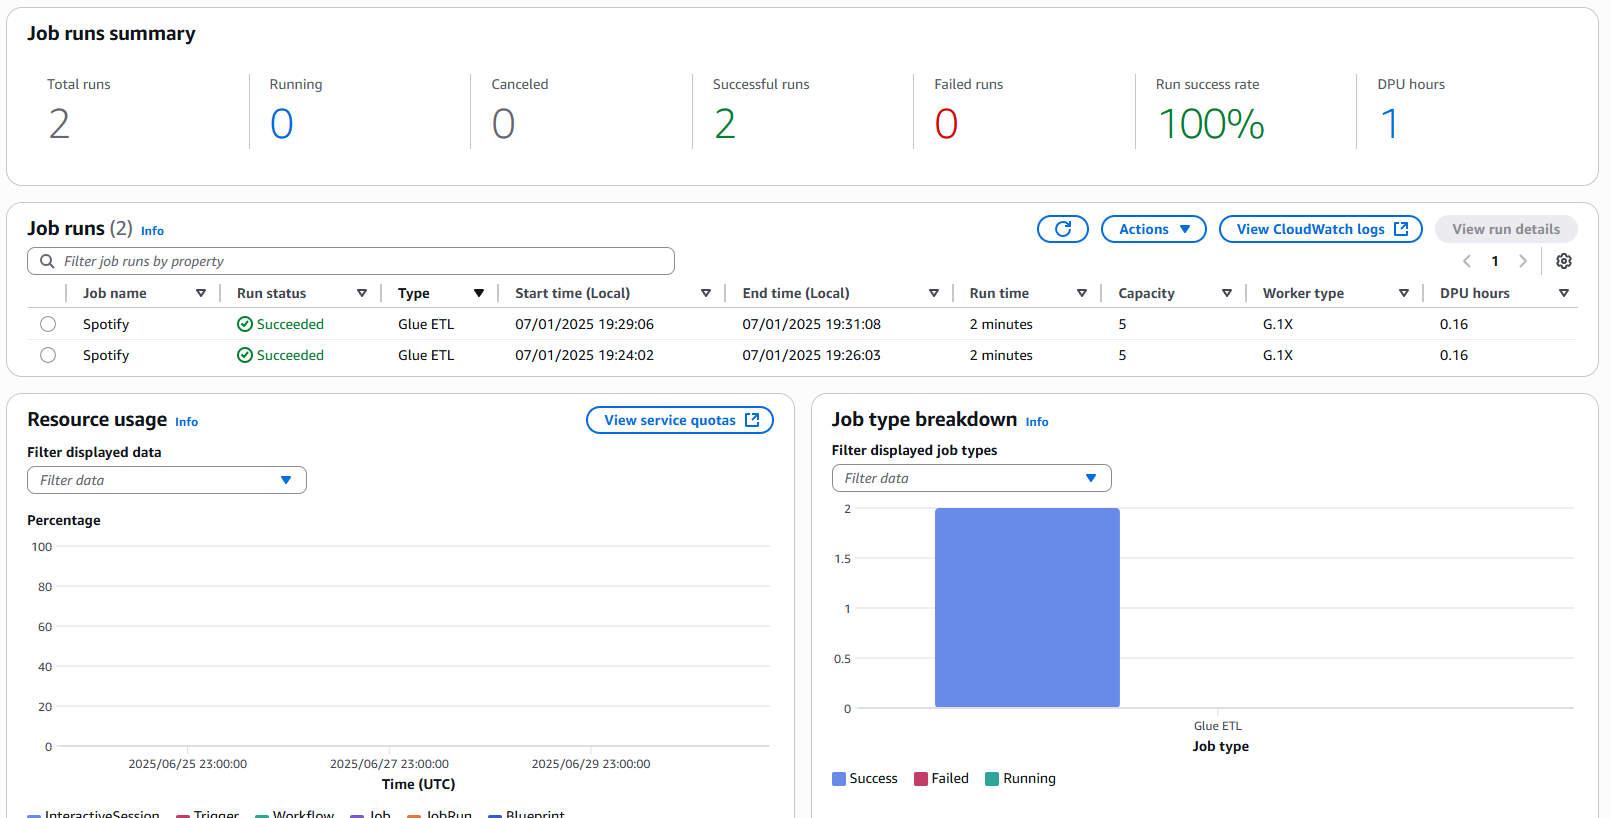 Job runs summary
Total runs
2
Running
0
Canceled
0
Successful runs
2
Failed runs
0
Run success rate
100%
DPU hours
1
Job runs (2) Info
Actions
View CloudWatch logs
View run details
Filter job runs by property
1
Job name Run status Type Start time (Local) End time (Local) Run time Capacity Worker type DPU hours
Spotify Succeeded Glue ETL 07/01/2025 19:29:06 07/01/2025 19:31:08 2 minutes 5 G.1X 0.16
Spotify Succeeded Glue ETL 07/01/2025 19:24:02 07/01/2025 19:26:03 2 minutes 5 G.1X 0.16
Resource usage Info
View service quotas
Filter displayed data
Filter data
Percentage
100
80
60
40
20
0
2025/06/25 23:00:00 2025/06/27 23:00:00 2025/06/29 23:00:00
Time (UTC)
InteractiveSession Trigger Workflow Job JobRun Blueprint
Job type breakdown Info
Filter displayed job types
Filter data
2
1.5
1
0.5
0
Glue ETL
Job type
Success Failed Running